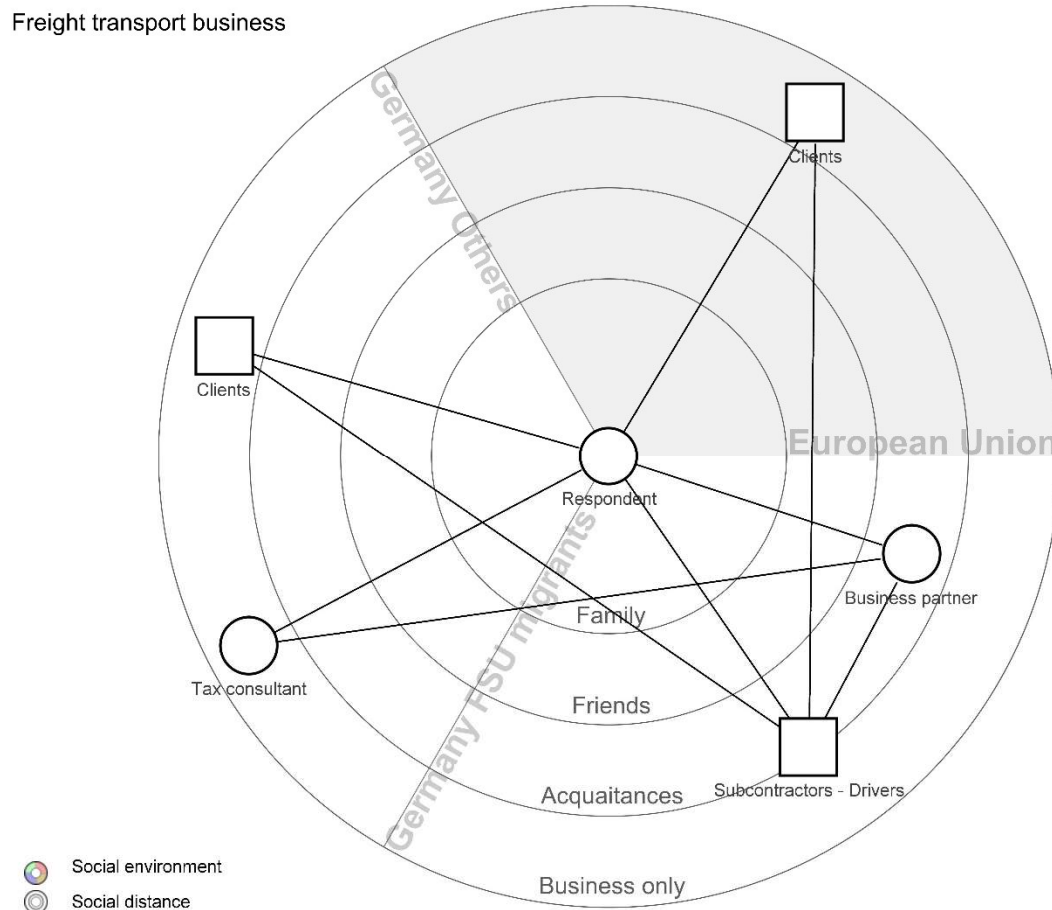 Freight transport business
Germany Others
Clients
Clients
European Union
Respondent
Germany FSU migrants
Business partner
Family
Tax consultant
Friends
Subcontractors - Drivers
Acquaitances
Social environment
Business only
Social distance